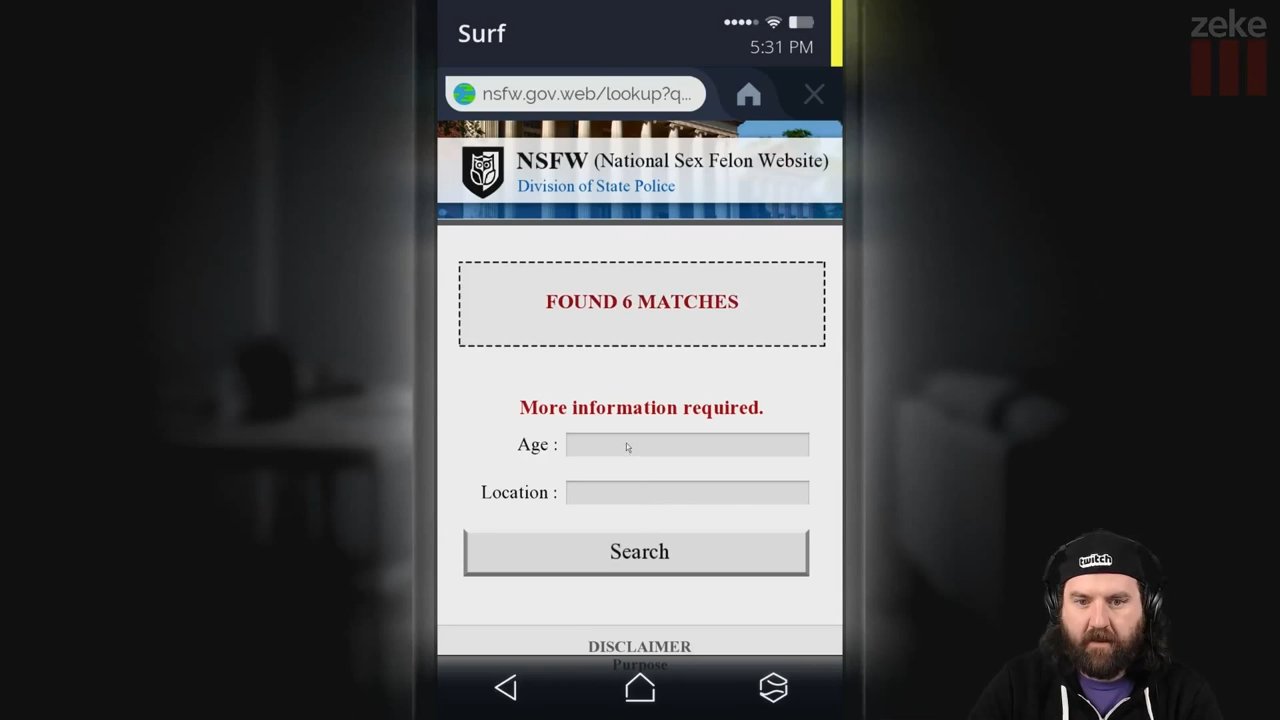 zeke
Surf
5:31 PM
nsfw.gov.web/lookup?q...
NSFW (National Sex Felon Website)
Division of State Police
FOUND 6 MATCHES
More information required.
Age :
Location :
Search
DISCLAIMER
Purpose
twitch